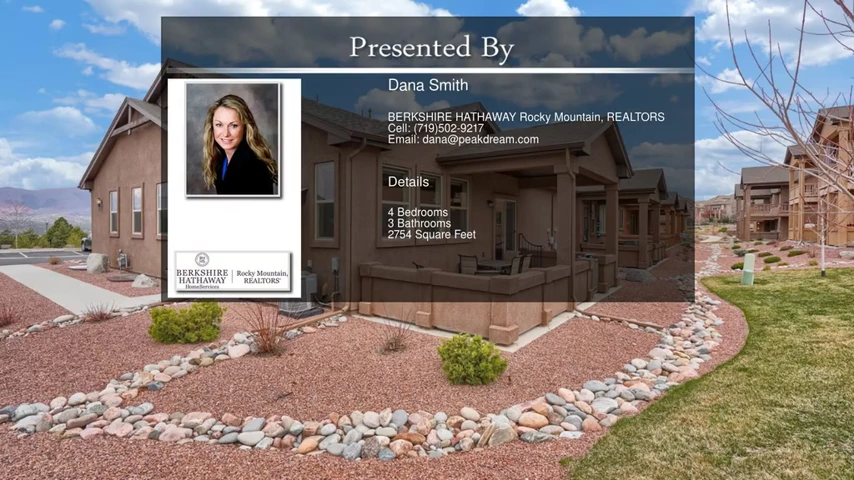 Presented By
Dana Smith
BERKSHIRE HATHAWAY Rocky Mountain, REALTORS
Cell: (719)502-9217
Email: dana@peakdream.com
Details
4 Bedrooms
3 Bathrooms
2754 Square Feet
BERKSHIRE
HATHAWAY
HomeServices
Rocky Mountain,
REALTORS®